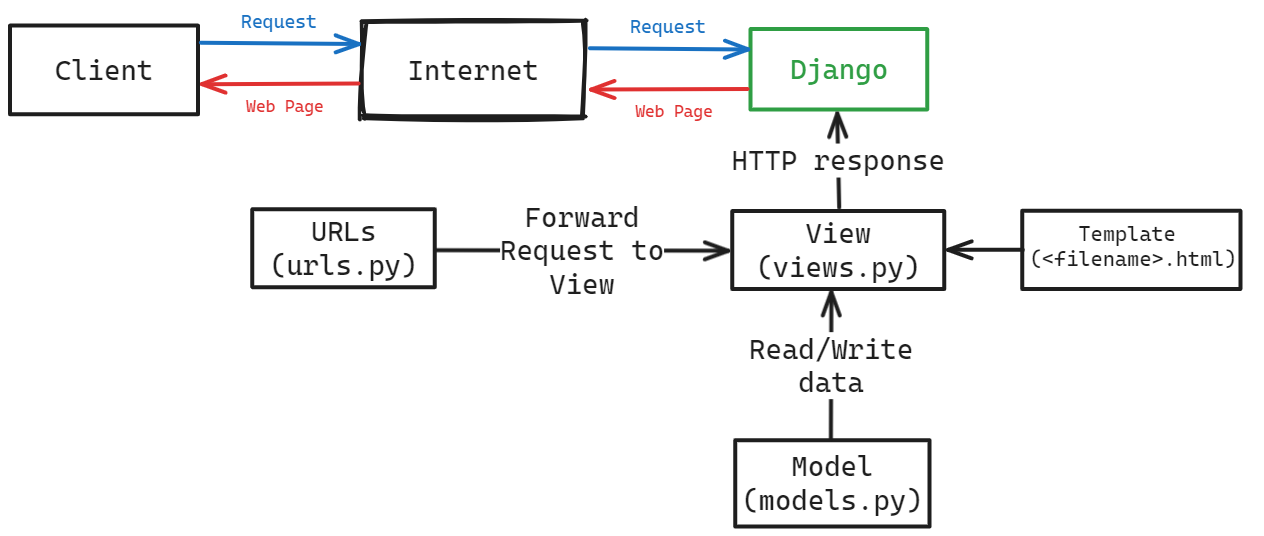 Request
Request
Client
Internet
Django
Web Page
Web Page
HTTP response
URLs
(urls.py)
Forward
Request to
View
View
(views.py)
Template
(<filename>.html)
Read/Write
data
Model
(models.py)